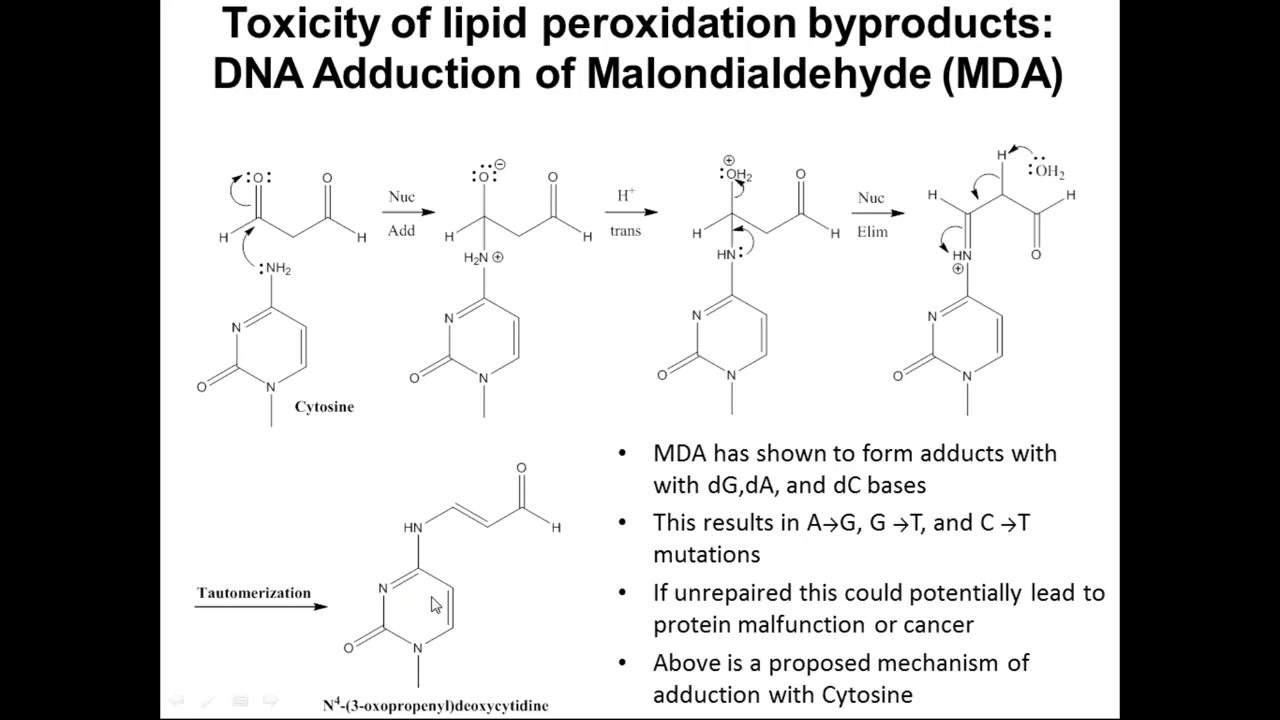 Toxicity of lipid peroxidation byproducts:
DNA Adduction of Malondialdehyde (MDA)
:O: O H H :NH2 N O N Cytosine
Nuc
Add
:O: ⊖ O H H H2N ⊕ N O N
H+
trans
⊕ :OH2 O H H HN: N O N
Nuc
Elim
H :OH2 H H HN ⊕ O N O N
Tautomerization
O HN H N O N
N4-(3-oxopropenyl)deoxycytidine
• MDA has shown to form adducts with
with dG,dA, and dC bases
• This results in A→G, G →T, and C →T
mutations
• If unrepaired this could potentially lead to
protein malfunction or cancer
• Above is a proposed mechanism of
adduction with Cytosine